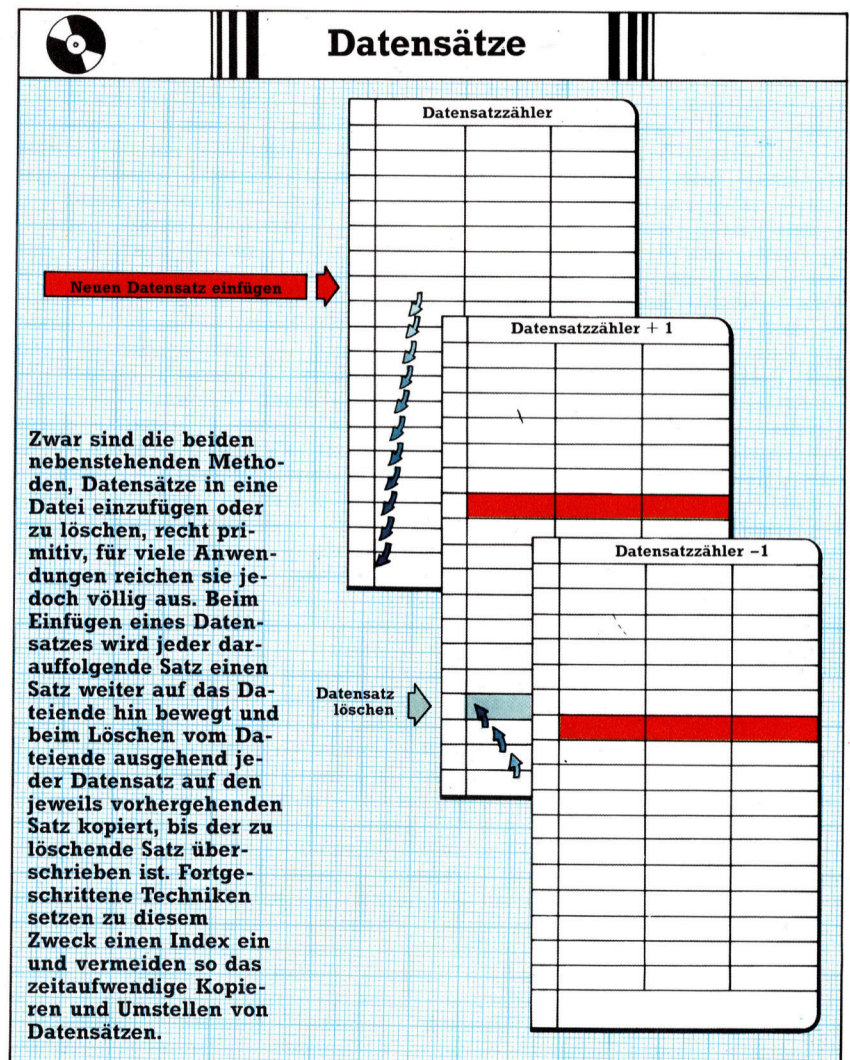 Datensätze
Datensatzzähler
Neuen Datensatz einfügen
Datensatzzähler + 1
Zwar sind die beiden
nebenstehenden Metho-
den, Datensätze in eine
Datei einzufügen oder
zu löschen, recht pri-
mitiv, für viele Anwen-
dungen reichen sie je-
doch völlig aus. Beim
Einfügen eines Daten-
satzes wird jeder dar-
auffolgende Satz einen
Satz weiter auf das Da-
teiende hin bewegt und
beim Löschen vom Da-
teiende ausgehend je-
der Datensatz auf den
jeweils vorhergehenden
Satz kopiert, bis der zu
löschende Satz über-
schrieben ist. Fortge-
schrittene Techniken
setzen zu diesem
Zweck einen Index ein
und vermeiden so das
zeitaufwendige Kopie-
ren und Umstellen von
Datensätzen.
Datensatzzähler −1
Datensatz
löschen